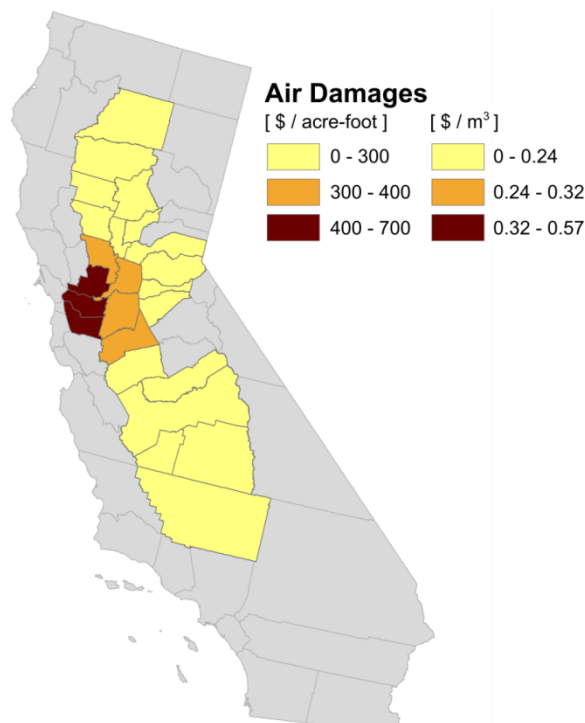 Air Damages
[ $ / acre-foot ] [ $ / m³ ]
0 - 300 0 - 0.24
300 - 400 0.24 - 0.32
400 - 700 0.32 - 0.57